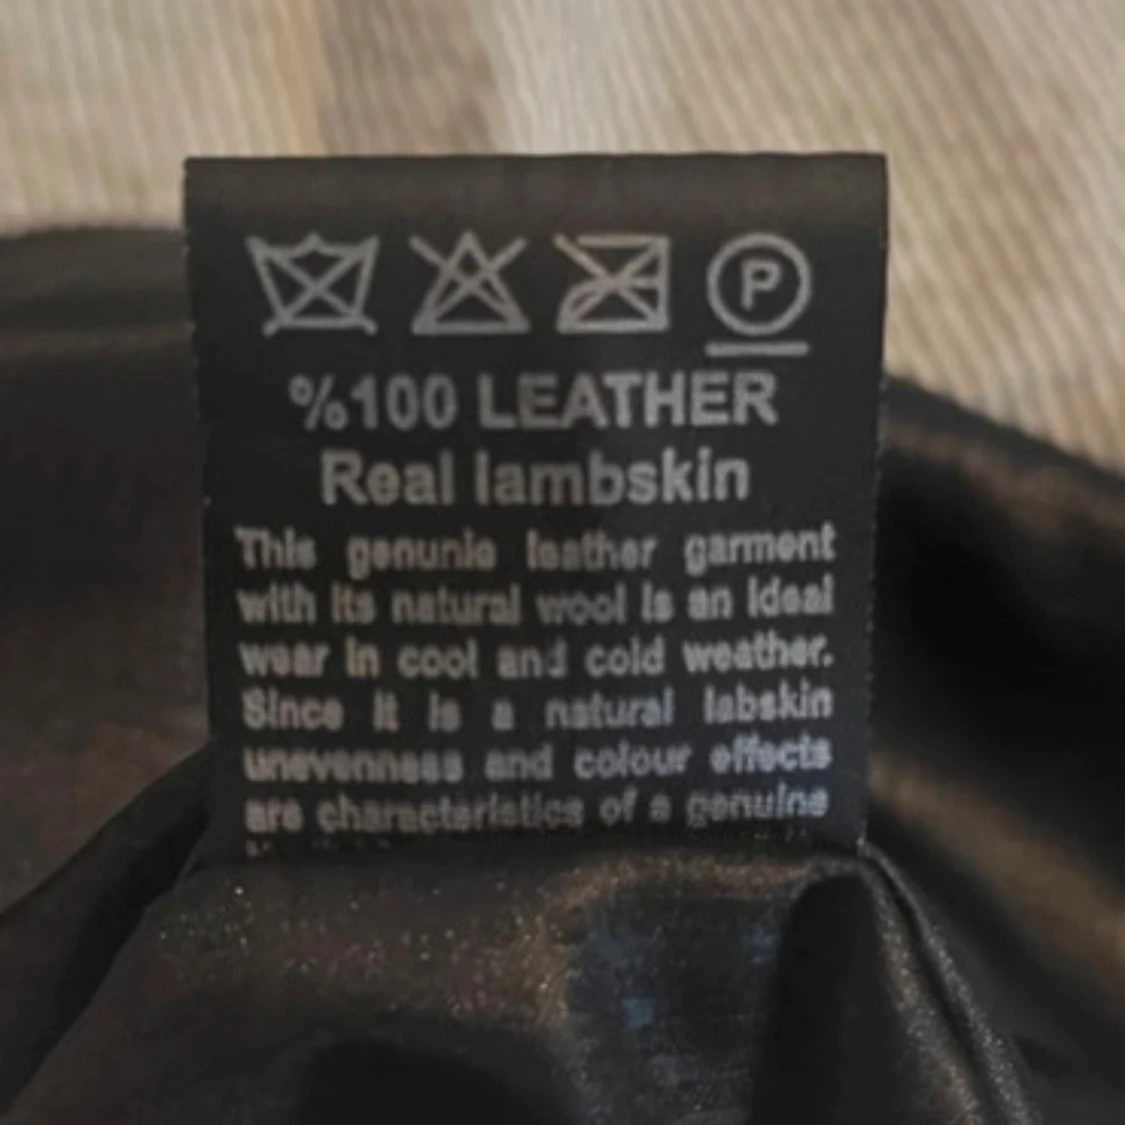 P
%100 LEATHER
Real lambskin
This genunie leather garment
with its natural wool is an ideal
wear in cool and cold weather.
Since it is a natural labskin
unevenness and colour effects
are characteristics of a genuine